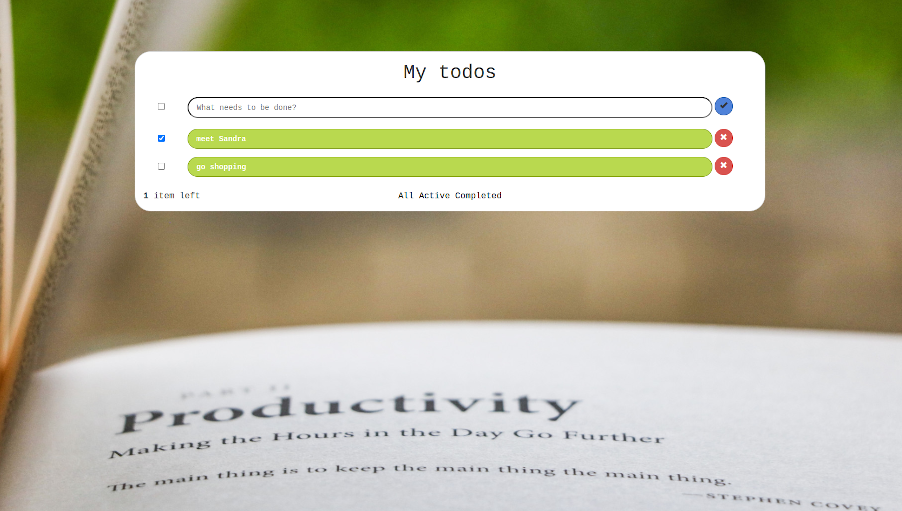 My todos
What needs to be done?
meet Sandra
go shopping
1 item left All Active Completed
PART II
Productivity
Making the Hours in the Day Go Further
The main thing is to keep the main thing the main thing.
—STEPHEN COVEY